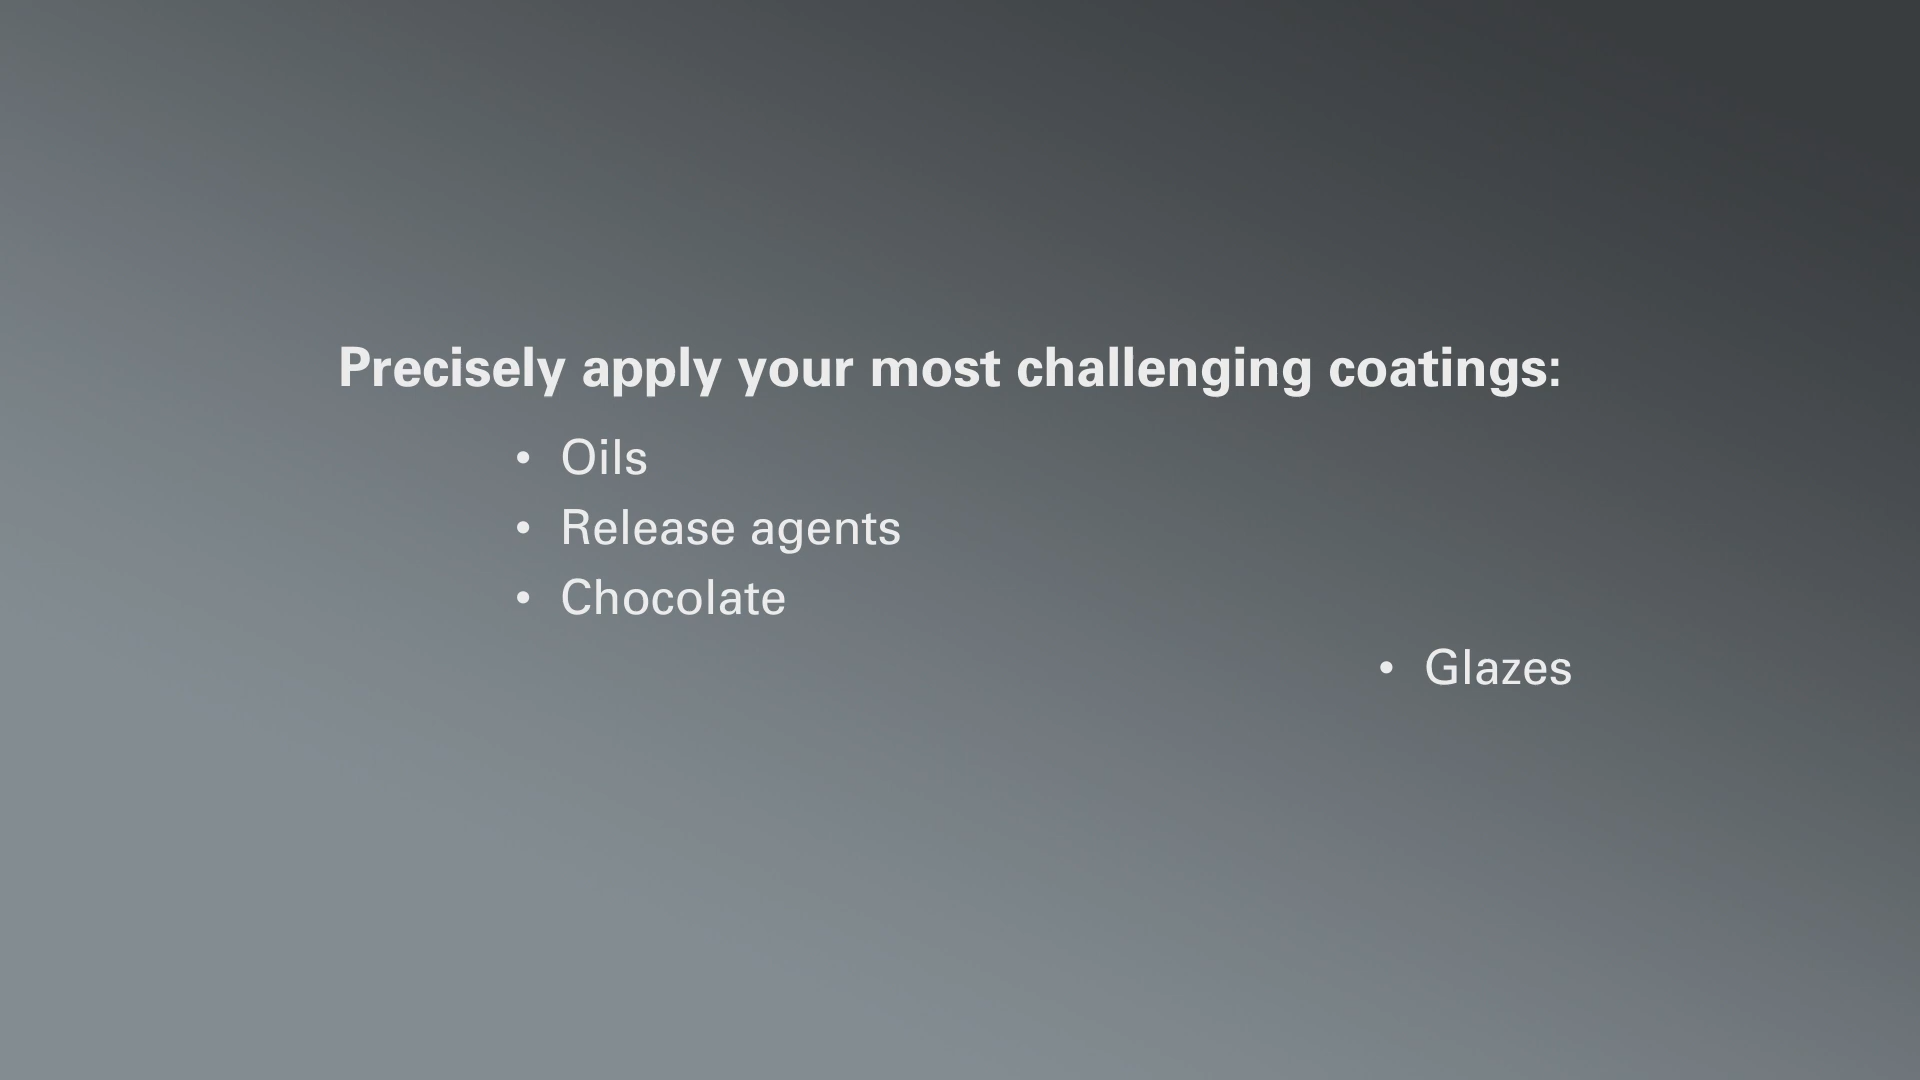 Precisely apply your most challenging coatings:
• Oils
• Release agents
• Chocolate
• Glazes